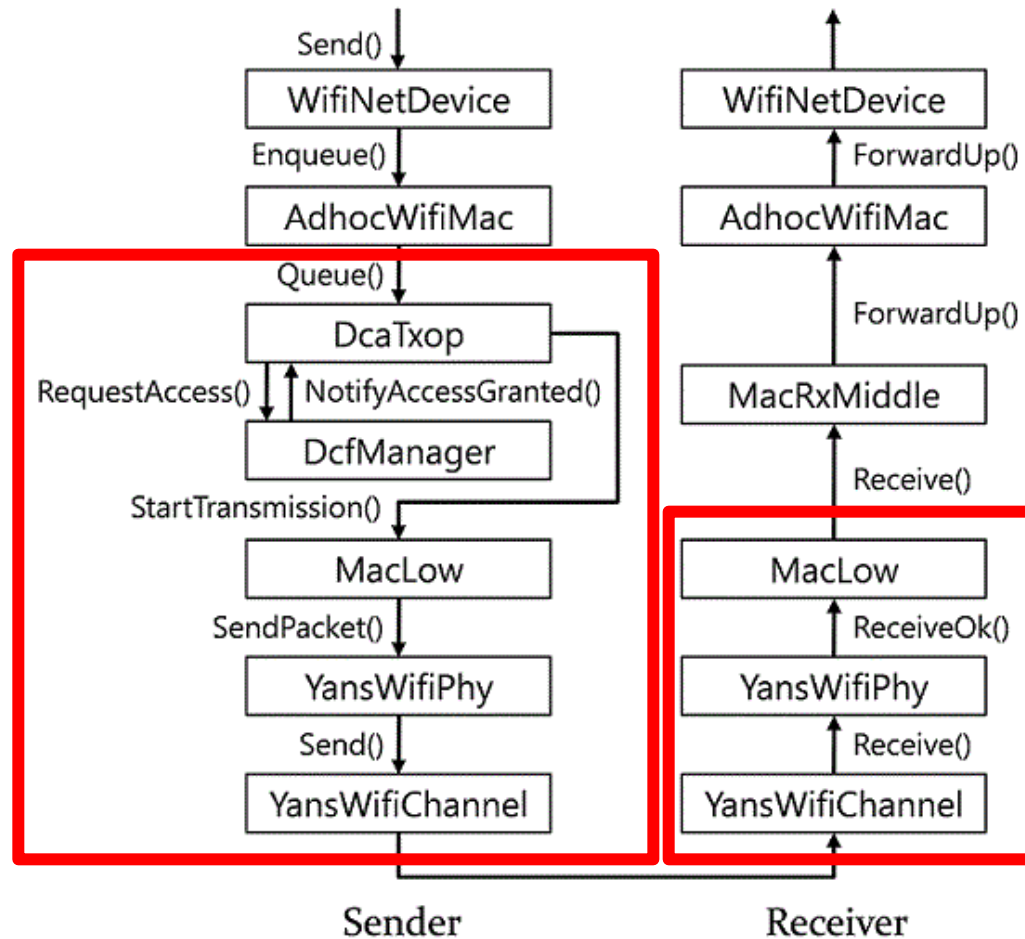 Send()
WifiNetDevice
Enqueue()
AdhocWifiMac
Queue()
DcaTxop
RequestAccess()
NotifyAccessGranted()
DcfManager
StartTransmission()
MacLow
SendPacket()
YansWifiPhy
Send()
YansWifiChannel
Sender
WifiNetDevice
ForwardUp()
AdhocWifiMac
ForwardUp()
MacRxMiddle
Receive()
MacLow
ReceiveOk()
YansWifiPhy
Receive()
YansWifiChannel
Receiver